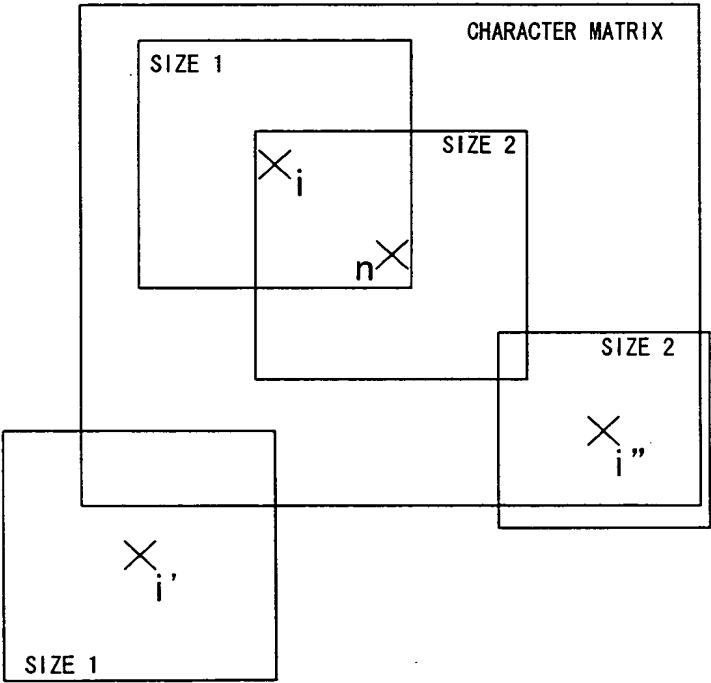 CHARACTER MATRIX
SIZE 1
SIZE 2
i
n
SIZE 2
i"
i'
SIZE 1